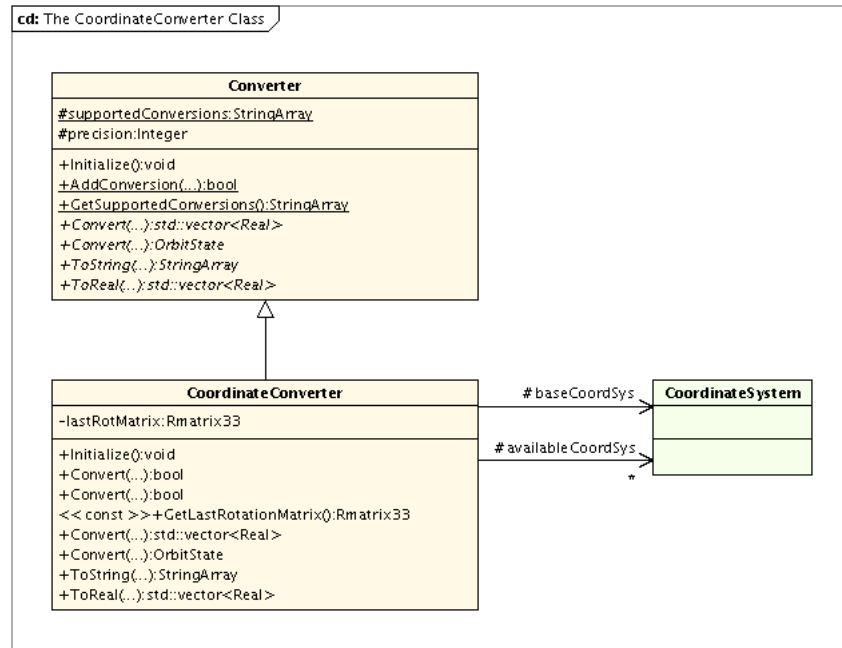 cd: The CoordinateConverter Class
Converter
#supportedConversions:StringArray
#precision:Integer
+Initialize():void
+AddConversion(...):bool
+GetSupportedConversions():StringArray
+Convert(...):std::vector<Real>
+Convert(...):OrbitState
+ToString(...):StringArray
+ToReal(...):std::vector<Real>
CoordinateConverter
-lastRotMatrix:Rmatrix33
+Initialize():void
+Convert(...):bool
+Convert(...):bool
<< const >>+GetLastRotationMatrix():Rmatrix33
+Convert(...):std::vector<Real>
+Convert(...):OrbitState
+ToString(...):StringArray
+ToReal(...):std::vector<Real>
#baseCoordSys
#availableCoordSys
*
CoordinateSystem